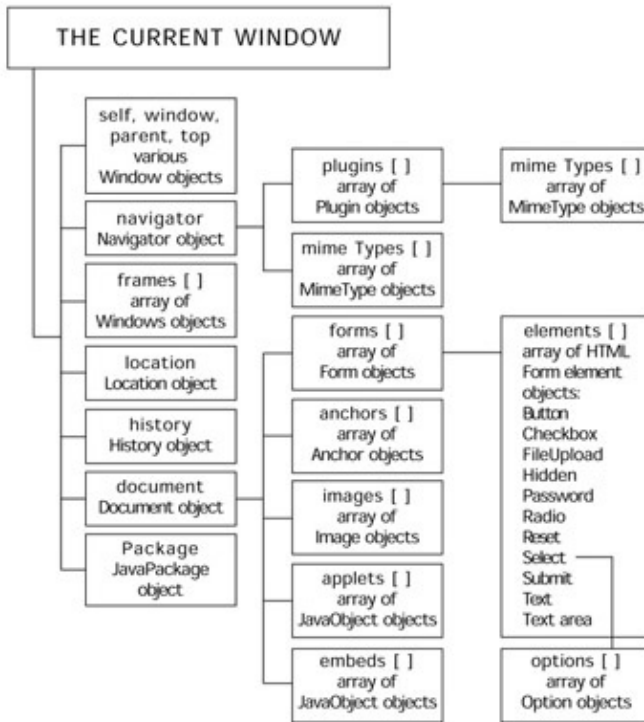 THE CURRENT WINDOW
self, window,
parent, top
various
Window objects
navigator
Navigator object
frames [ ]
array of
Windows objects
location
Location object
history
History object
document
Document object
Package
JavaPackage
object
plugins [ ]
array of
Plugin objects
mime Types [ ]
array of
MimeType objects
forms [ ]
array of
Form objects
anchors [ ]
array of
Anchor objects
images [ ]
array of
Image objects
applets [ ]
array of
JavaObject objects
embeds [ ]
array of
JavaObject objects
mime Types [ ]
array of
MimeType objects
elements [ ]
array of HTML
Form element
objects:
Button
Checkbox
FileUpload
Hidden
Password
Radio
Reset
Select
Submit
Text
Text area
options [ ]
array of
Option objects